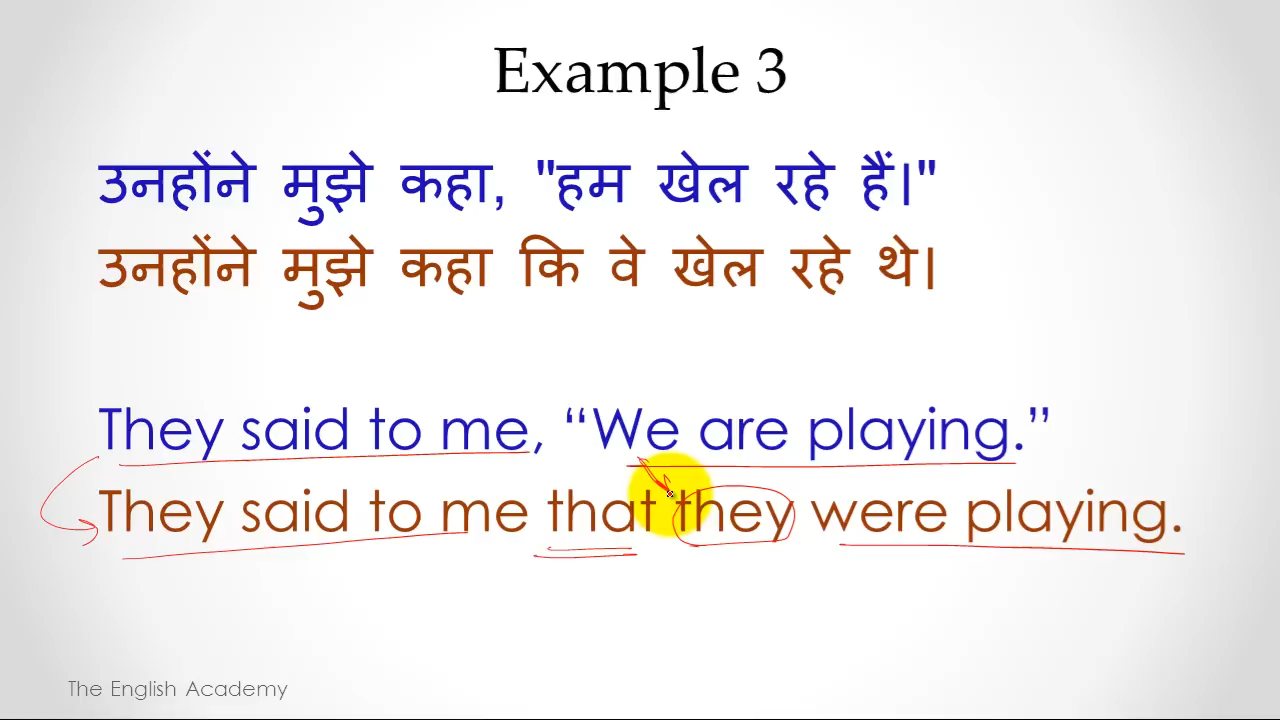 Example 3
उनहोंने मुझे कहा, "हम खेल रहे हैं।"
उनहोंने मुझे कहा कि वे खेल रहे थे।
They said to me, “We are playing.”
They said to me that they were playing.
The English Academy